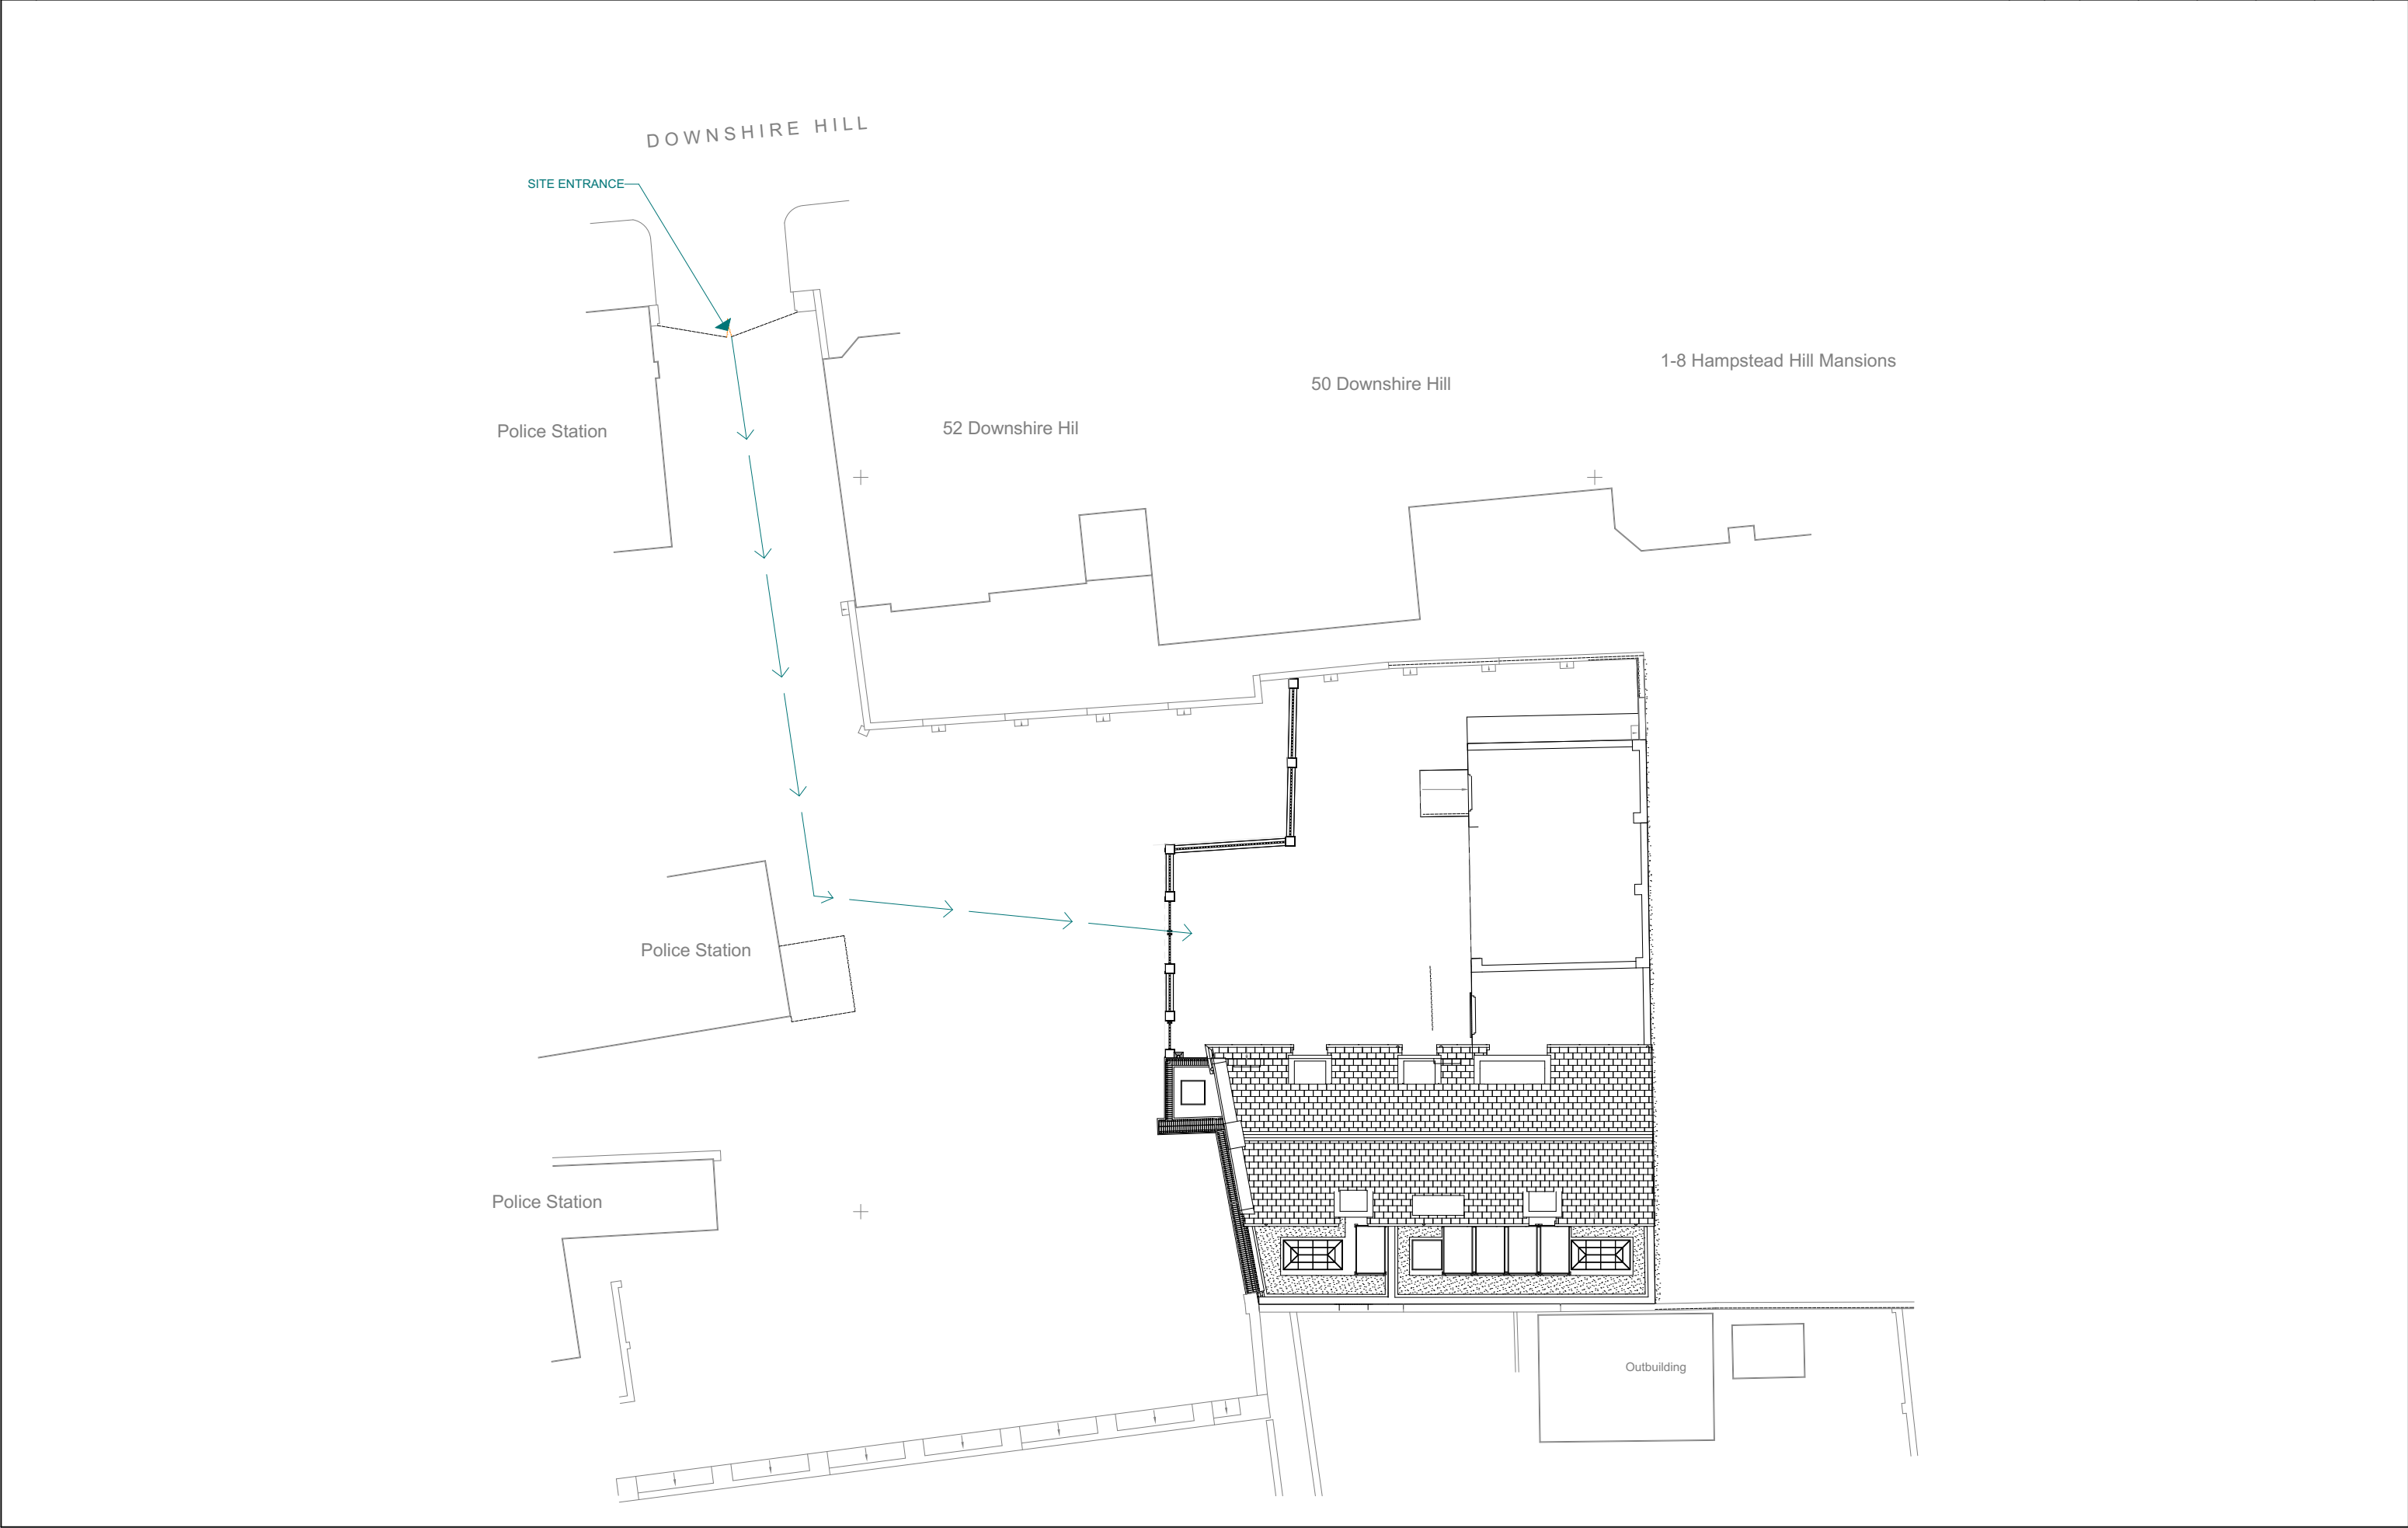 DOWNSHIRE HILL
SITE ENTRANCE
1-8 Hampstead Hill Mansions
50 Downshire Hill
52 Downshire Hil
Police Station
Police Station
Police Station
Outbuilding